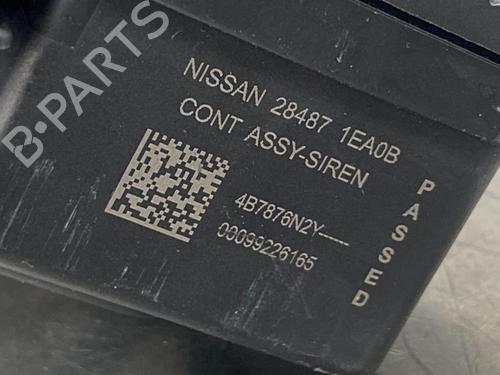 B-PARTS
NISSAN 28487 1EA0B
CONT ASSY-SIREN
4B7876N2Y-----
00099226165
PASSED